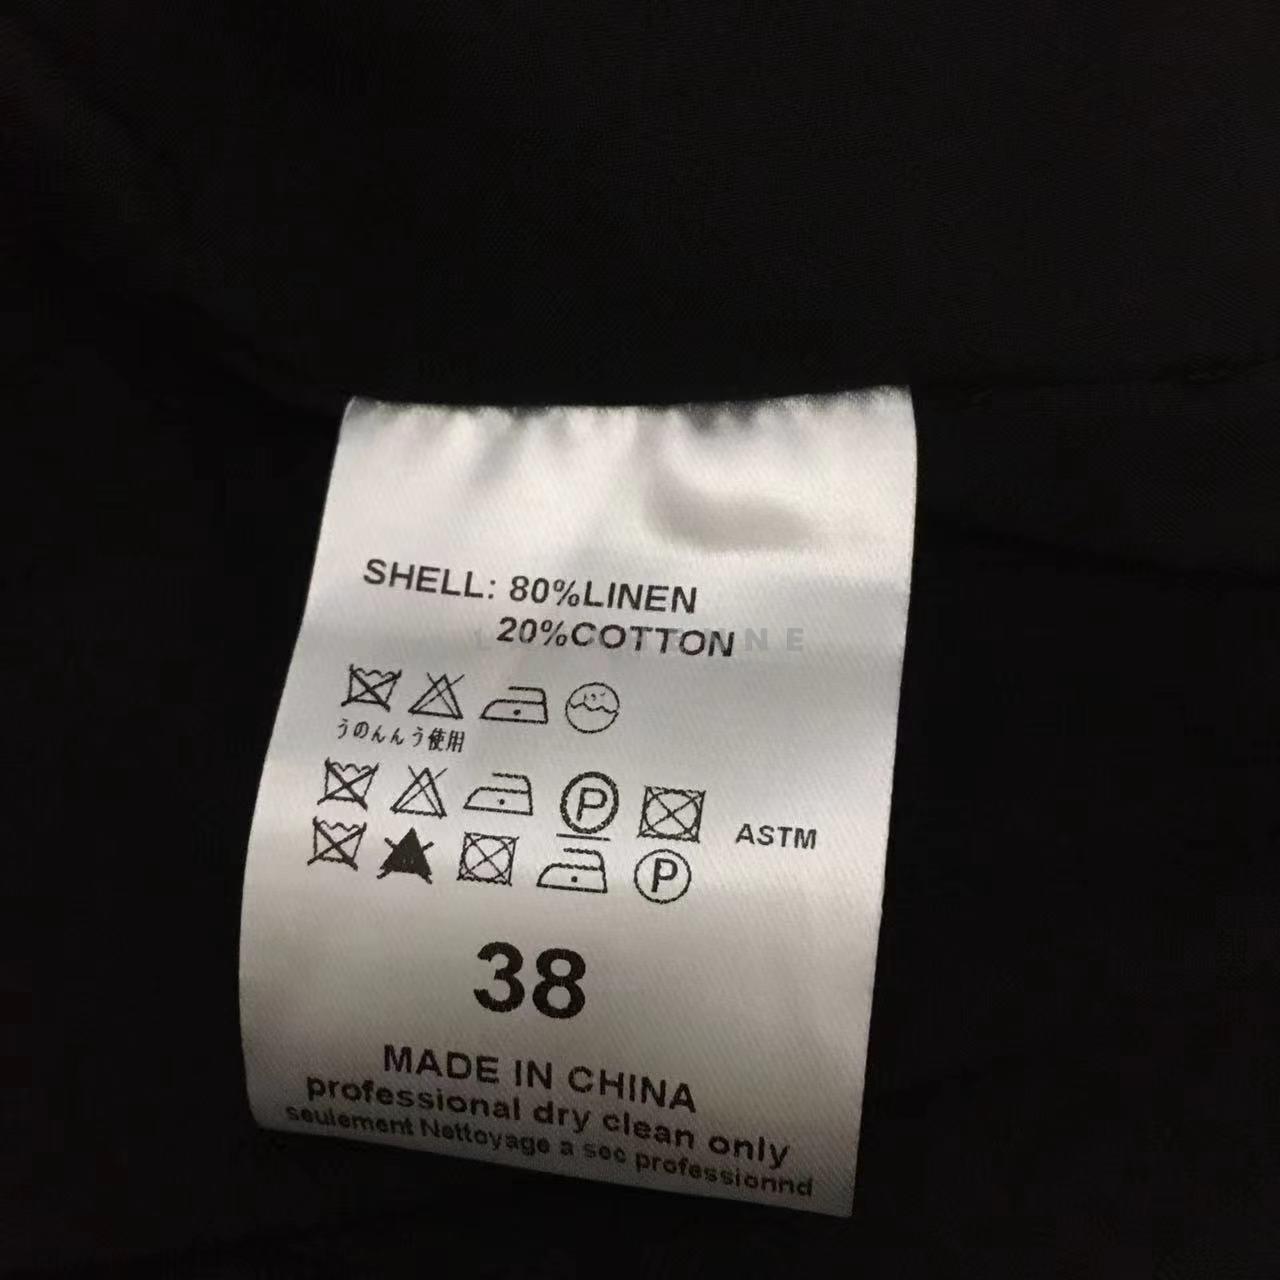 SHELL: 80%LINEN
20%COTTON
うのんんう使用
P
ASTM
P
38
MADE IN CHINA
professional dry clean only
seulement Nettoyage a sec professionnd